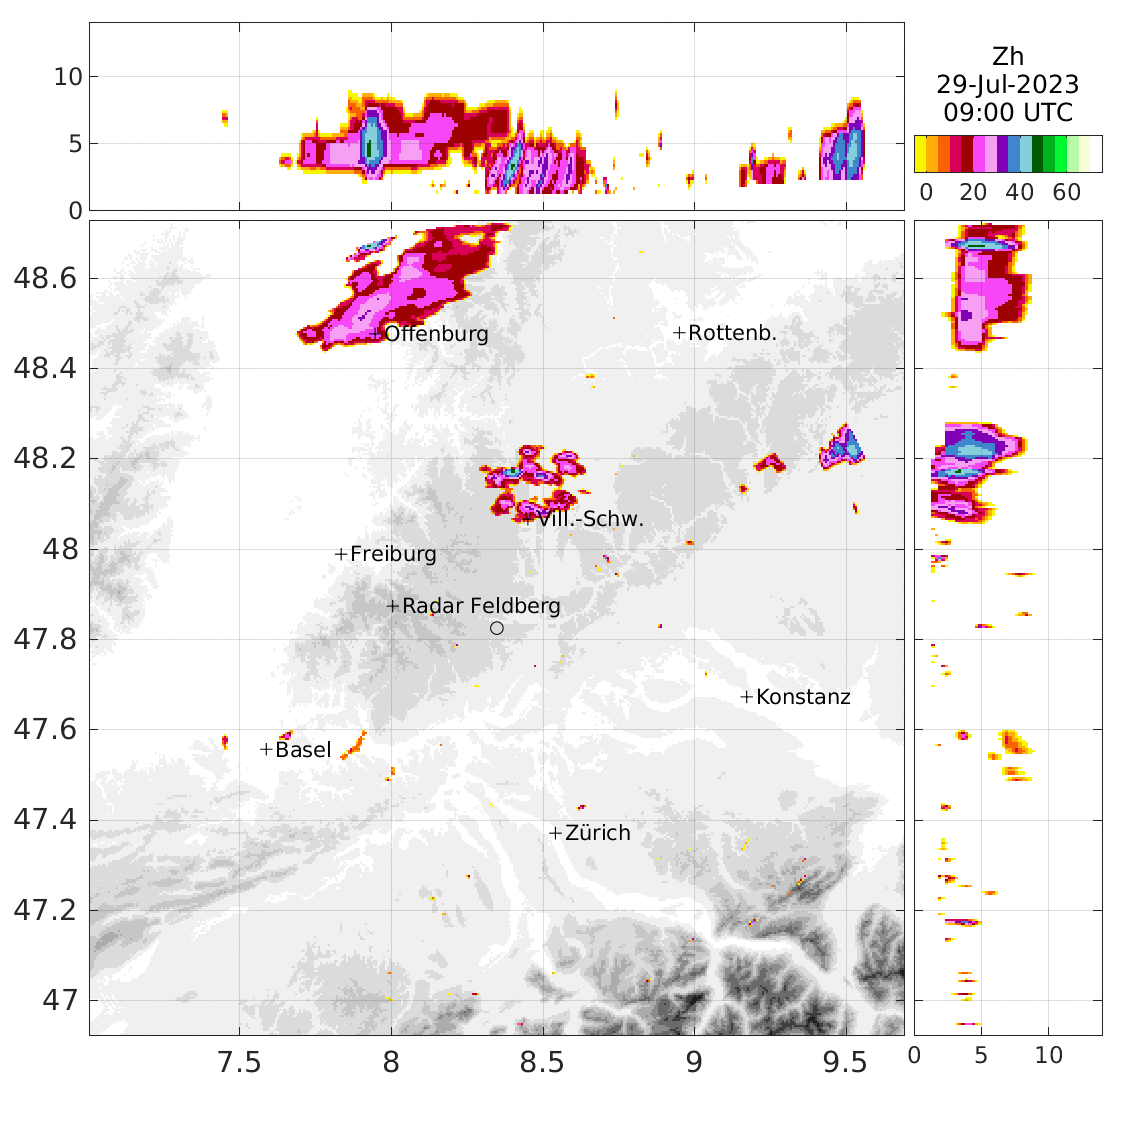 10
5
0
Zh
29-Jul-2023
09:00 UTC
0 20 40 60
48.6
Offenburg
Rottenb.
48.4
48.2
Vill.-Schw.
48
Freiburg
Radar Feldberg
47.8
Konstanz
47.6
Basel
47.4
Zürich
47.2
47
7.5 8 8.5 9 9.5
0 5 10